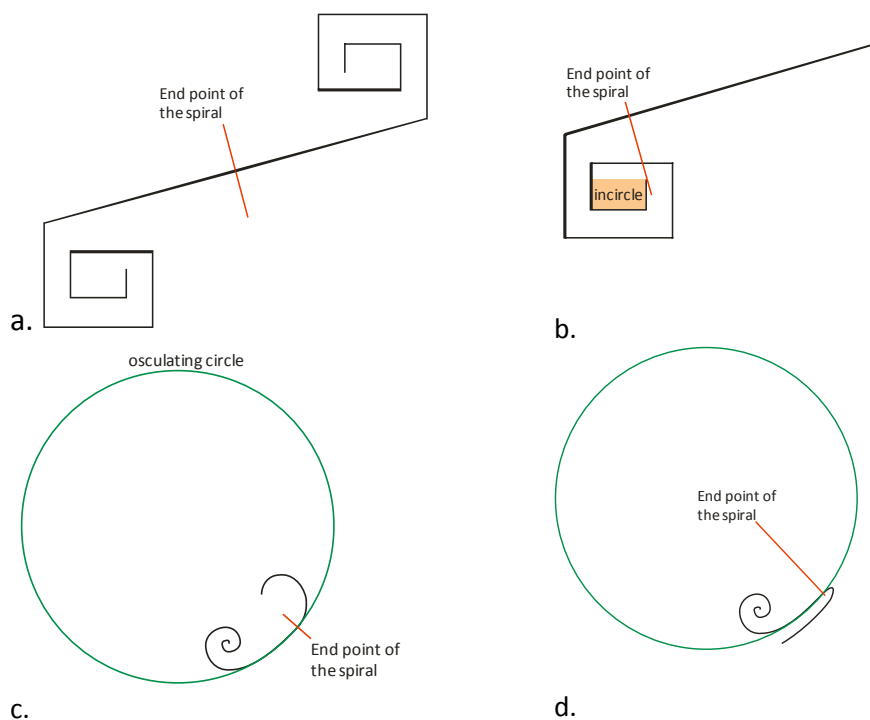 End point of
the spiral
a.
End point of
the spiral
incircle
b.
osculating circle
End point of
the spiral
c.
End point of
the spiral
d.